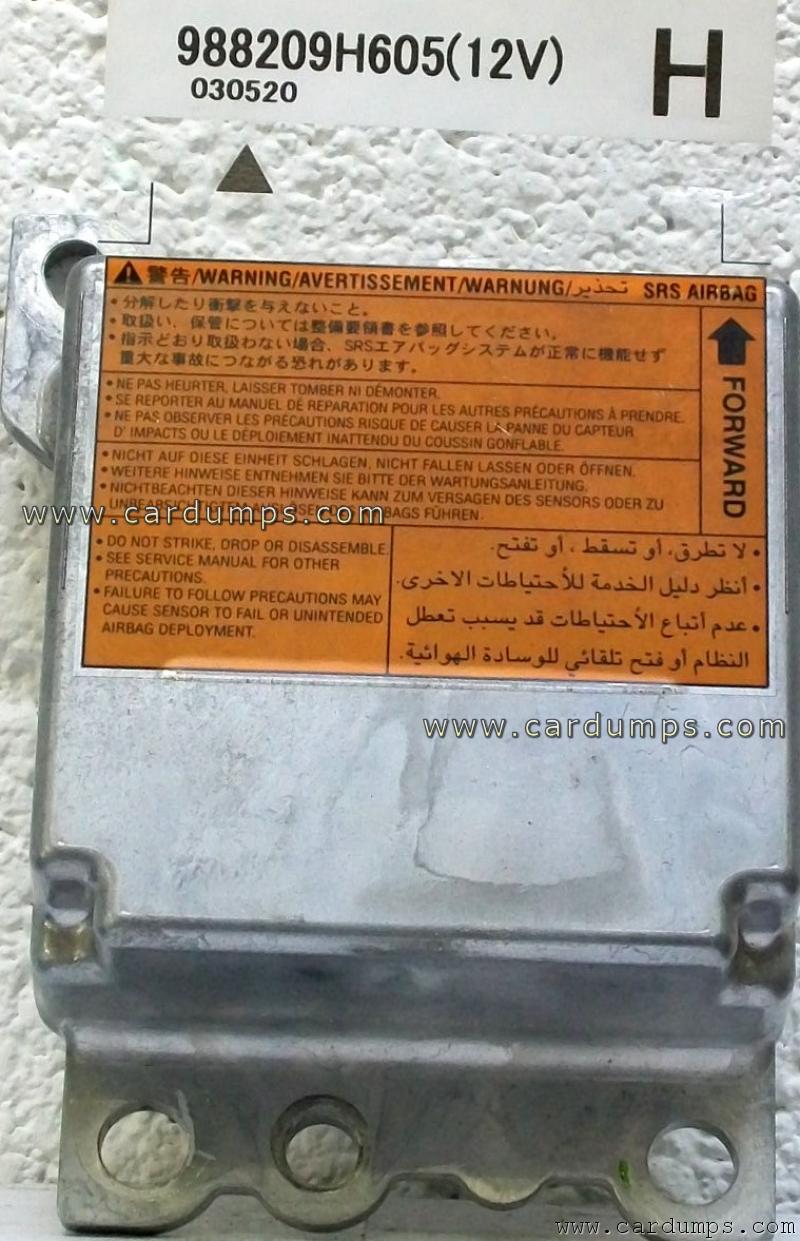 988209H605(12V)
030520
H
警告/WARNING/AVERTISSEMENT/WARNUNG/تحذير SRS AIRBAG
• 分解したり衝撃を与えないこと。
• 取扱い、保管については整備要領書を参照してください。
• 指示どおり取扱わない場合、SRSエアバッグシステムが正常に機能せず
重大な事故につながる恐れがあります。
FORWARD
• NE PAS HEURTER, LAISSER TOMBER NI DÉMONTER.
• SE REPORTER AU MANUEL DE RÉPARATION POUR LES AUTRES PRÉCAUTIONS À PRENDRE.
• NE PAS OBSERVER LES PRÉCAUTIONS RISQUE DE CAUSER LA PANNE DU CAPTEUR
D' IMPACTS OU LE DÉPLOIEMENT INATTENDU DU COUSSIN GONFLABLE.
• NICHT AUF DIESE EINHEIT SCHLAGEN, NICHT FALLEN LASSEN ODER ÖFFNEN.
• WEITERE HINWEISE ENTNEHMEN SIE BITTE DER WARTUNGSANLEITUNG.
• NICHTBEACHTEN DIESER HINWEISE KANN ZUM VERSAGEN DES SENSORS ODER ZU
FÜHREN.
www.cardumps.com
• DO NOT STRIKE, DROP OR DISASSEMBLE.
• SEE SERVICE MANUAL FOR OTHER
PRECAUTIONS.
• FAILURE TO FOLLOW PRECAUTIONS MAY
CAUSE SENSOR TO FAIL OR UNINTENDED
AIRBAG DEPLOYMENT.
• لا تطرق، أو تسقط ، أو تفتح.
• أنظر دليل الخدمة للأحتياطات الاخرى.
• عدم أتباع الأحتياطات قد يسبب تعطل
النظام أو فتح تلقائي للوسادة الهوائية.
www.cardumps.com
www.cardumps.com